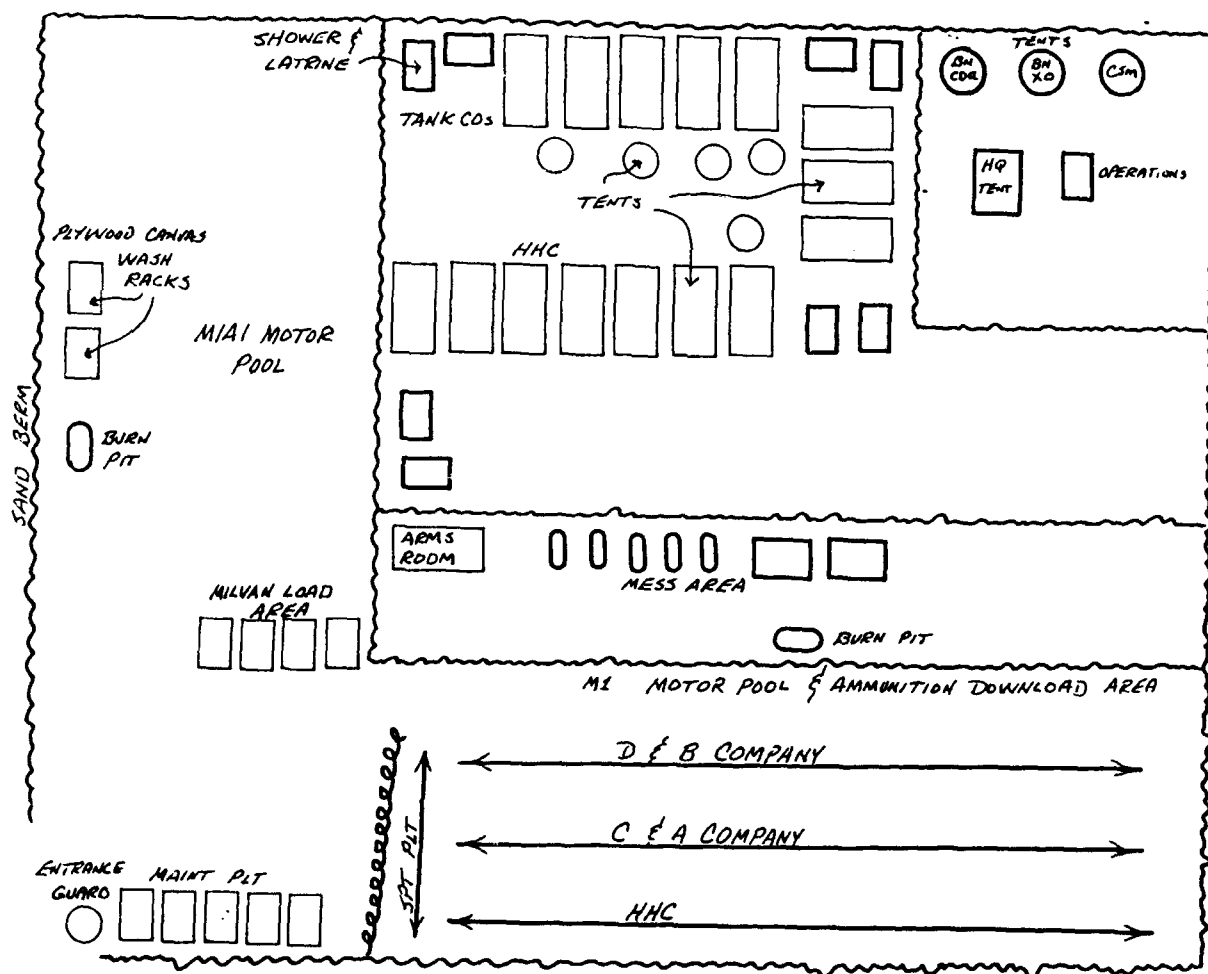 SHOWER &
LATRINE
TENTS
BN
CDR
BN
XO
CSM
TANK COs
HQ
TENT
OPERATIONS
TENTS
PLYWOOD CANVAS
WASH
RACKS
HHC
M1A1 MOTOR
POOL
SAND BERM
BURN
PIT
ARMS
ROOM
MESS AREA
MILVAN LOAD
AREA
BURN PIT
M1 MOTOR POOL & AMMUNITION DOWNLOAD AREA
D & B COMPANY
C & A COMPANY
SPT PLT
ENTRANCE
GUARD
MAINT PLT
HHC